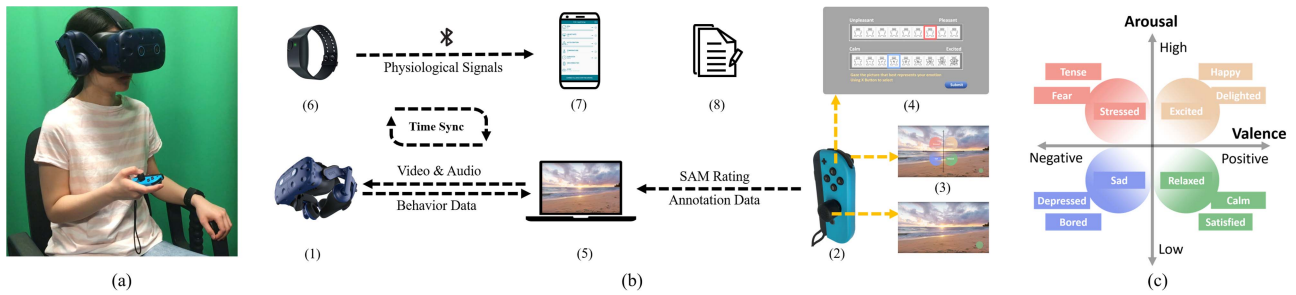 Physiological Signals
(6)
(7)
(8)
Unpleasant Pleasant
Calm Excited
Submit
(4)
Time Sync
Video & Audio
Behavior Data
SAM Rating
Annotation Data
(3)
(1)
(5)
(2)
(a)
(b)
Arousal
High
Tense
Happy
Fear
Delighted
Stressed
Excited
Valence
Negative
Positive
Sad
Relaxed
Depressed
Calm
Bored
Satisfied
Low
(c)